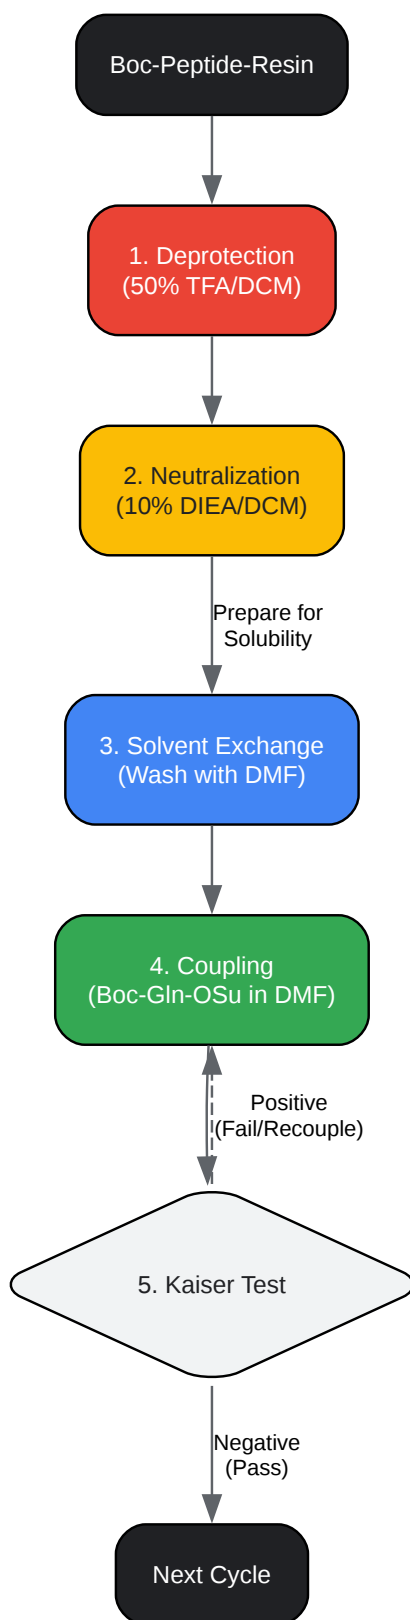 Boc-Peptide-Resin
1. Deprotection
(50% TFA/DCM)
2. Neutralization
(10% DIEA/DCM)
Prepare for
Solubility
3. Solvent Exchange
(Wash with DMF)
4. Coupling
(Boc-Gln-OSu in DMF)
Positive
(Fail/Recouple)
5. Kaiser Test
Negative
(Pass)
Next Cycle